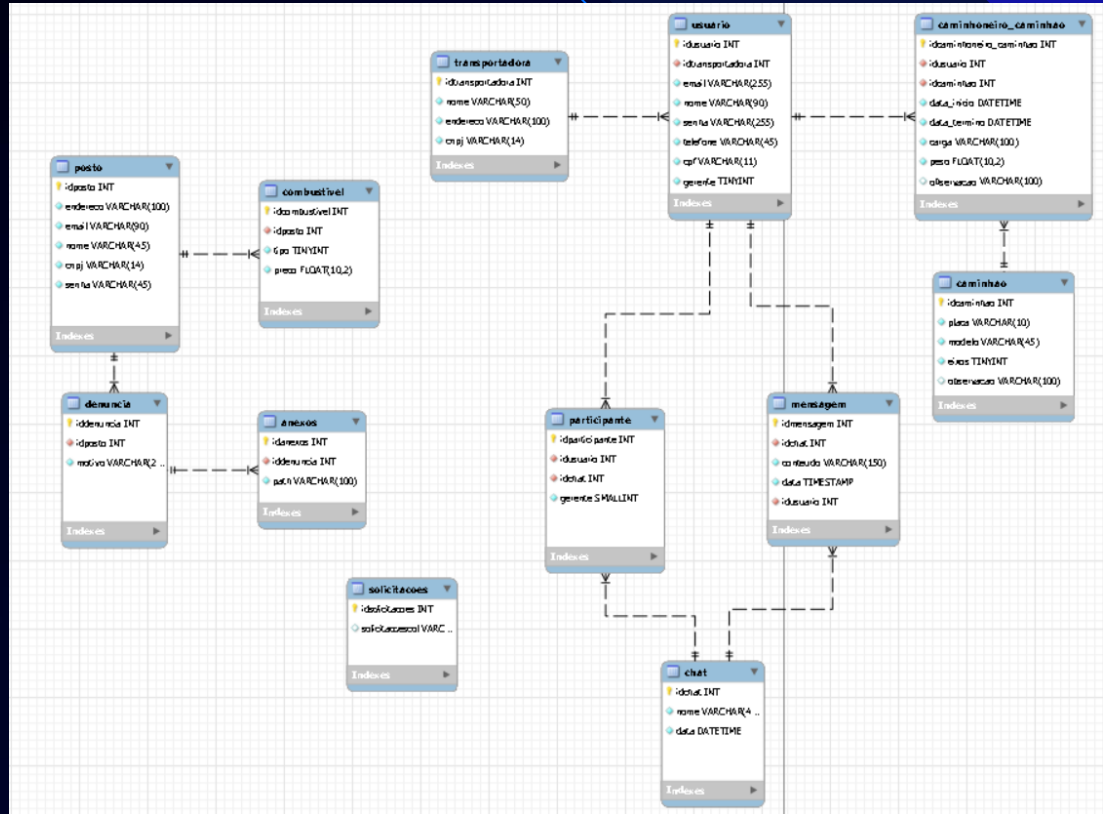 transportadora
idtransportadora INT
nome VARCHAR(50)
endereco VARCHAR(100)
cnpj VARCHAR(14)
Indexes
usuario
idusuario INT
idtransportadora INT
email VARCHAR(255)
nome VARCHAR(90)
senha VARCHAR(255)
telefone VARCHAR(45)
cpf VARCHAR(11)
gerente TINYINT
Indexes
caminhoneiro_caminhao
idcaminhoneiro_caminhao INT
idusuario INT
idcaminhao INT
data_inicio DATETIME
data_termino DATETIME
carga VARCHAR(100)
peso FLOAT(10,2)
observacao VARCHAR(100)
Indexes
posto
idposto INT
endereco VARCHAR(100)
email VARCHAR(90)
nome VARCHAR(45)
cnpj VARCHAR(14)
senha VARCHAR(45)
Indexes
combustivel
idcombustivel INT
idposto INT
tipo TINYINT
preco FLOAT(10,2)
Indexes
caminhao
idcaminhao INT
placa VARCHAR(10)
modelo VARCHAR(45)
eixos TINYINT
observacao VARCHAR(100)
Indexes
denuncia
iddenuncia INT
idposto INT
motivo VARCHAR(2 ...
Indexes
anexos
idanexos INT
iddenuncia INT
path VARCHAR(100)
Indexes
participante
idparticipante INT
idusuario INT
idchat INT
gerente SMALLINT
Indexes
mensagem
idmensagem INT
idchat INT
conteudo VARCHAR(150)
data TIMESTAMP
idusuario INT
Indexes
solicitacoes
idsolicitacoes INT
solicitacoescol VARC ...
Indexes
chat
idchat INT
nome VARCHAR(4 ...
data DATETIME
Indexes